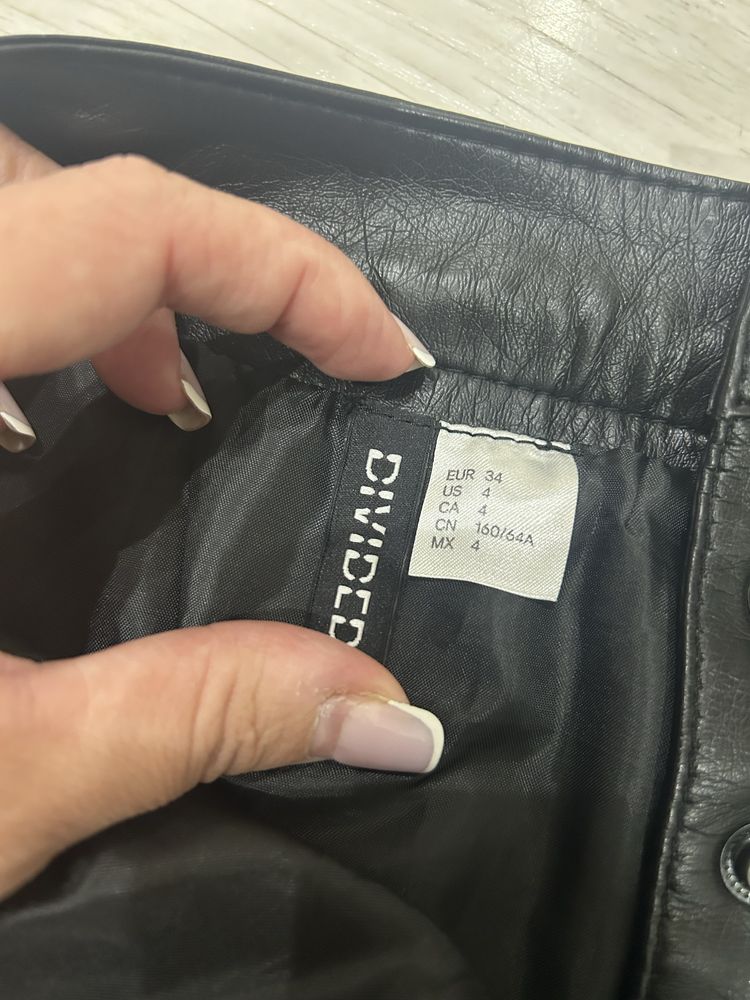 DIVIDED
EUR 34
US 4
CA 4
CN 160/64A
MX 4